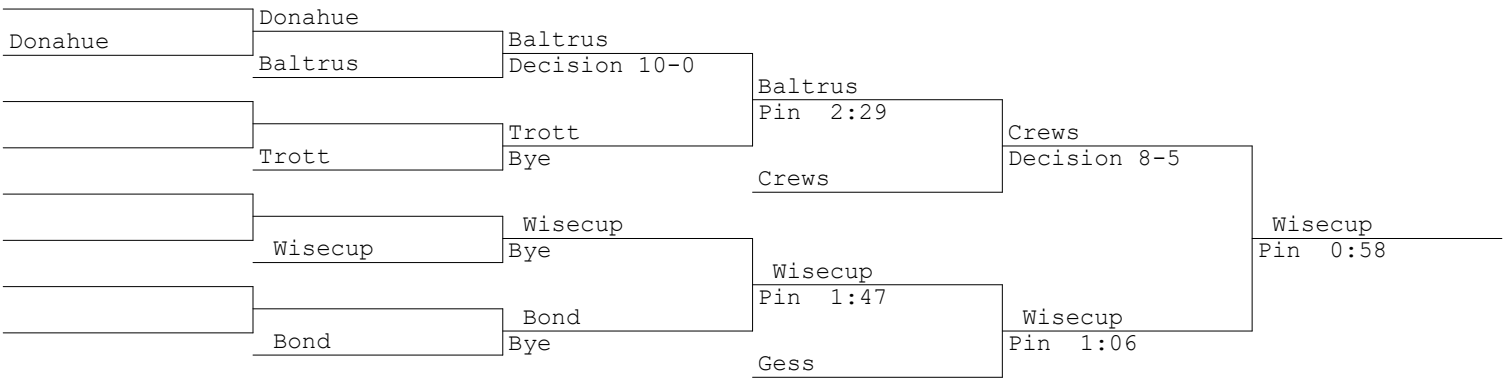 Donahue
Donahue
Baltrus
Baltrus
Decision 10-0
Trott
Trott
Bye
Baltrus
Pin 2:29
Crews
Crews
Decision 8-5
Wisecup
Wisecup
Bye
Bond
Bond
Bye
Wisecup
Pin 1:47
Gess
Wisecup
Pin 1:06
Wisecup
Pin 0:58